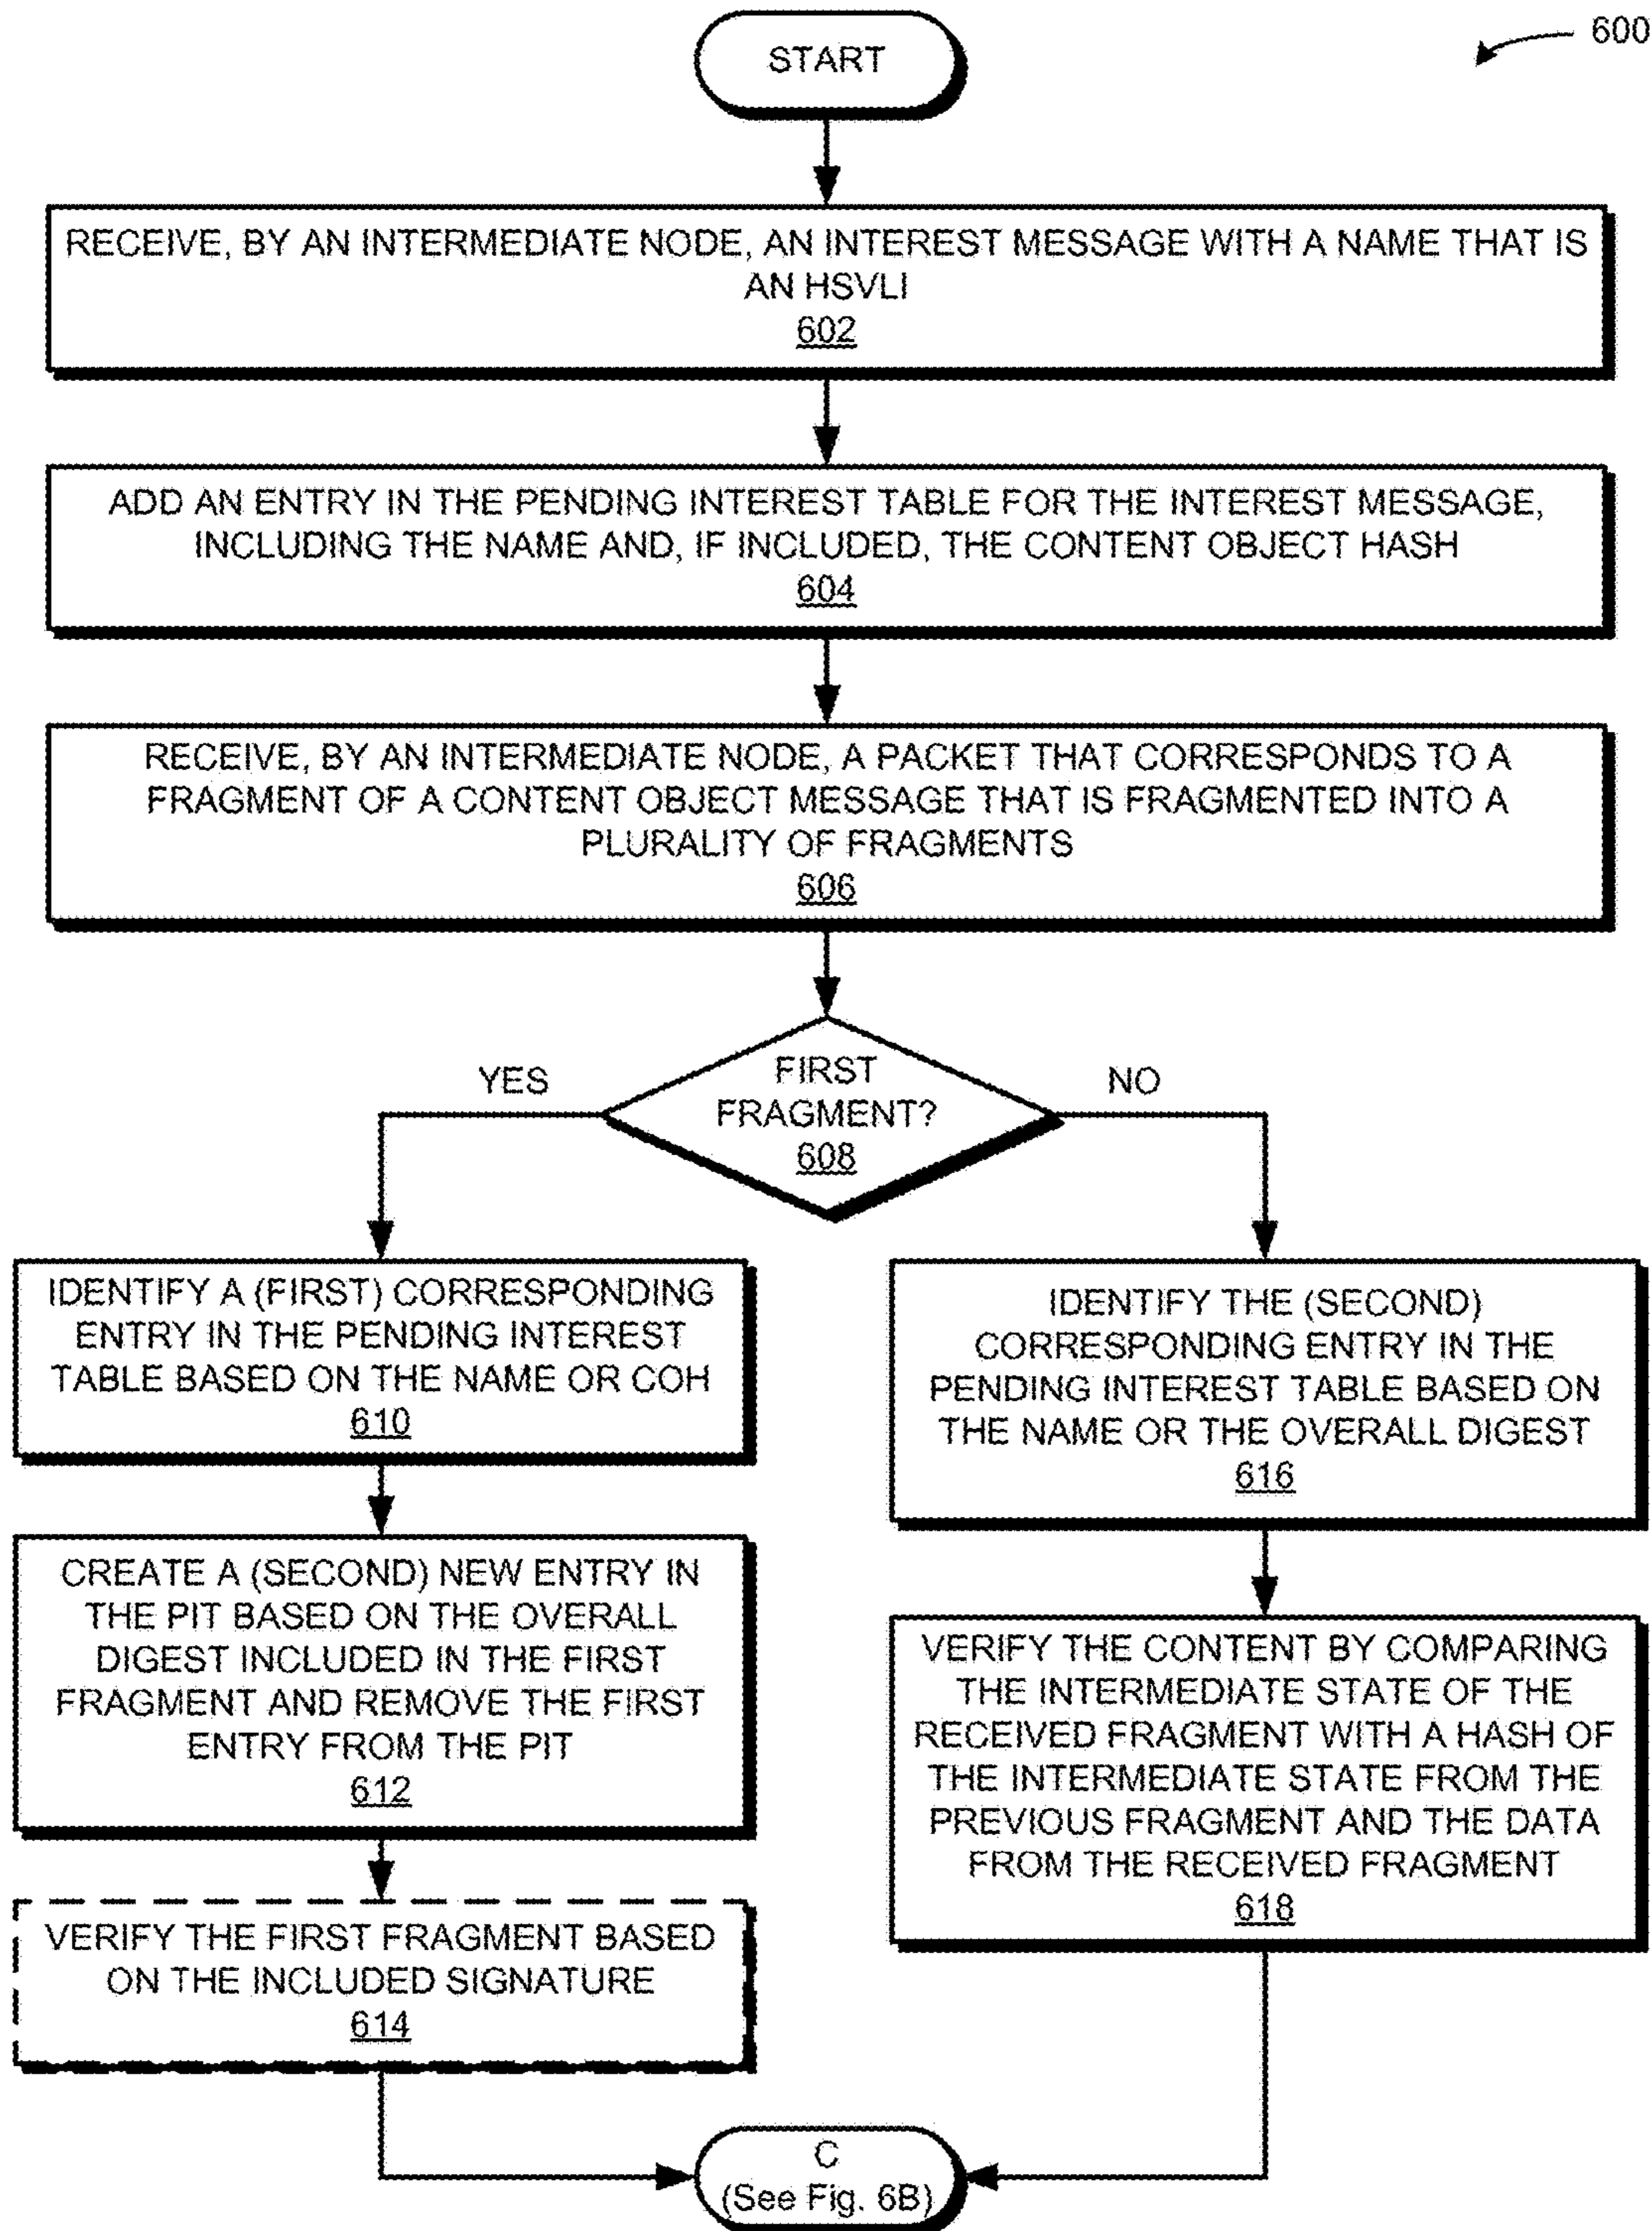 600
START
RECEIVE, BY AN INTERMEDIATE NODE, AN INTEREST MESSAGE WITH A NAME THAT IS
AN HSVLI
602
ADD AN ENTRY IN THE PENDING INTEREST TABLE FOR THE INTEREST MESSAGE,
INCLUDING THE NAME AND, IF INCLUDED, THE CONTENT OBJECT HASH
604
RECEIVE, BY AN INTERMEDIATE NODE, A PACKET THAT CORRESPONDS TO A
FRAGMENT OF A CONTENT OBJECT MESSAGE THAT IS FRAGMENTED INTO A
PLURALITY OF FRAGMENTS
606
FIRST
FRAGMENT?
608
YES
NO
IDENTIFY A (FIRST) CORRESPONDING
ENTRY IN THE PENDING INTEREST
TABLE BASED ON THE NAME OR COH
610
CREATE A (SECOND) NEW ENTRY IN
THE PIT BASED ON THE OVERALL
DIGEST INCLUDED IN THE FIRST
FRAGMENT AND REMOVE THE FIRST
ENTRY FROM THE PIT
612
VERIFY THE FIRST FRAGMENT BASED
ON THE INCLUDED SIGNATURE
614
IDENTIFY THE (SECOND)
CORRESPONDING ENTRY IN THE
PENDING INTEREST TABLE BASED ON
THE NAME OR THE OVERALL DIGEST
616
VERIFY THE CONTENT BY COMPARING
THE INTERMEDIATE STATE OF THE
RECEIVED FRAGMENT WITH A HASH OF
THE INTERMEDIATE STATE FROM THE
PREVIOUS FRAGMENT AND THE DATA
FROM THE RECEIVED FRAGMENT
618
C
(See Fig. 6B)